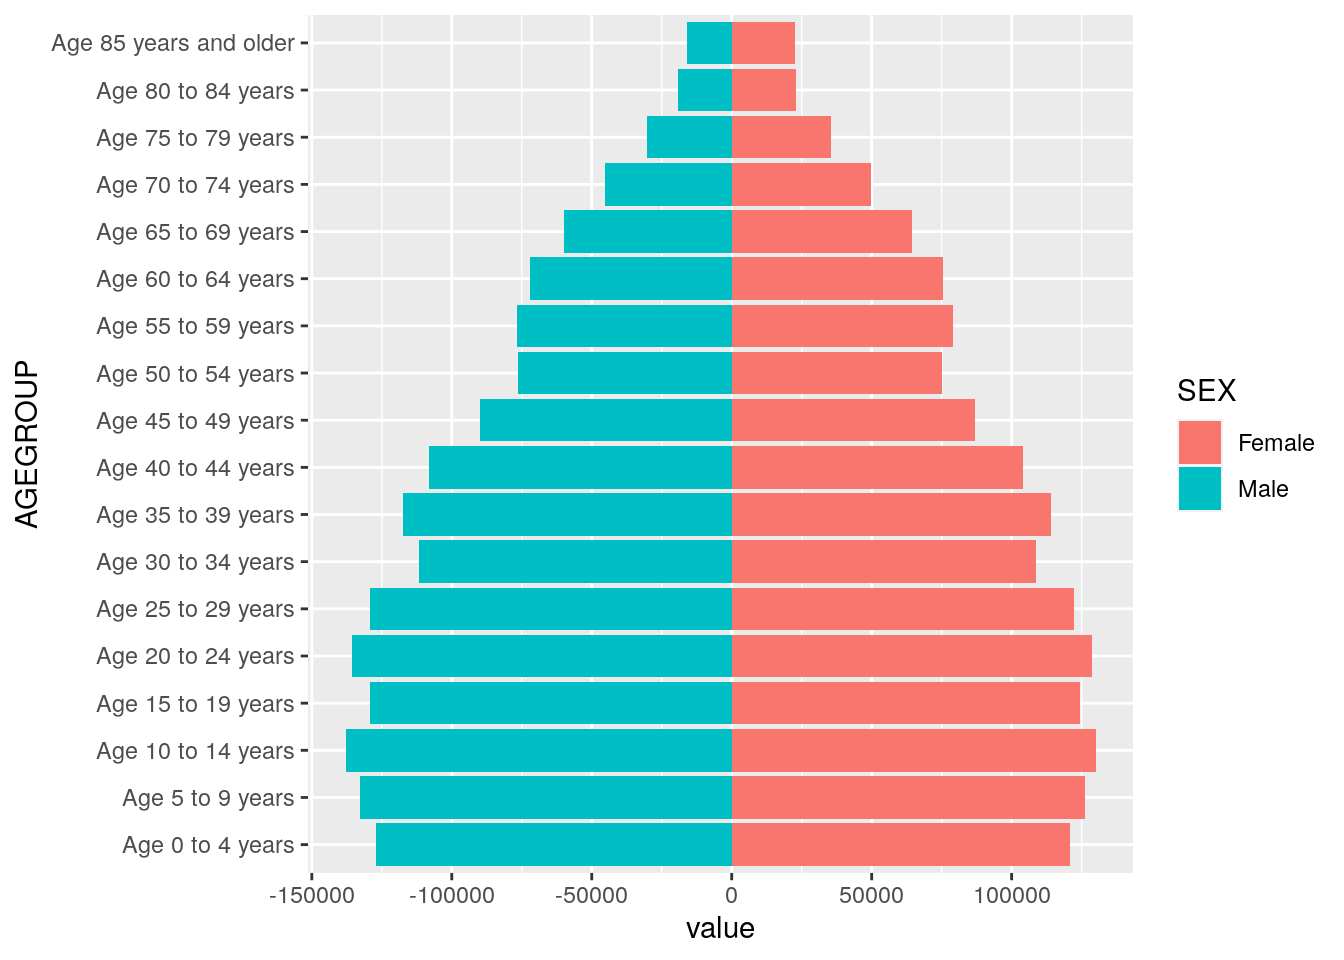 Age 85 years and older
Age 80 to 84 years
Age 75 to 79 years
Age 70 to 74 years
Age 65 to 69 years
Age 60 to 64 years
Age 55 to 59 years
Age 50 to 54 years
Age 45 to 49 years
Age 40 to 44 years
Age 35 to 39 years
Age 30 to 34 years
Age 25 to 29 years
Age 20 to 24 years
Age 15 to 19 years
Age 10 to 14 years
Age 5 to 9 years
Age 0 to 4 years
AGEGROUP
-150000 -100000 -50000 0 50000 100000
value
SEX
Female
Male